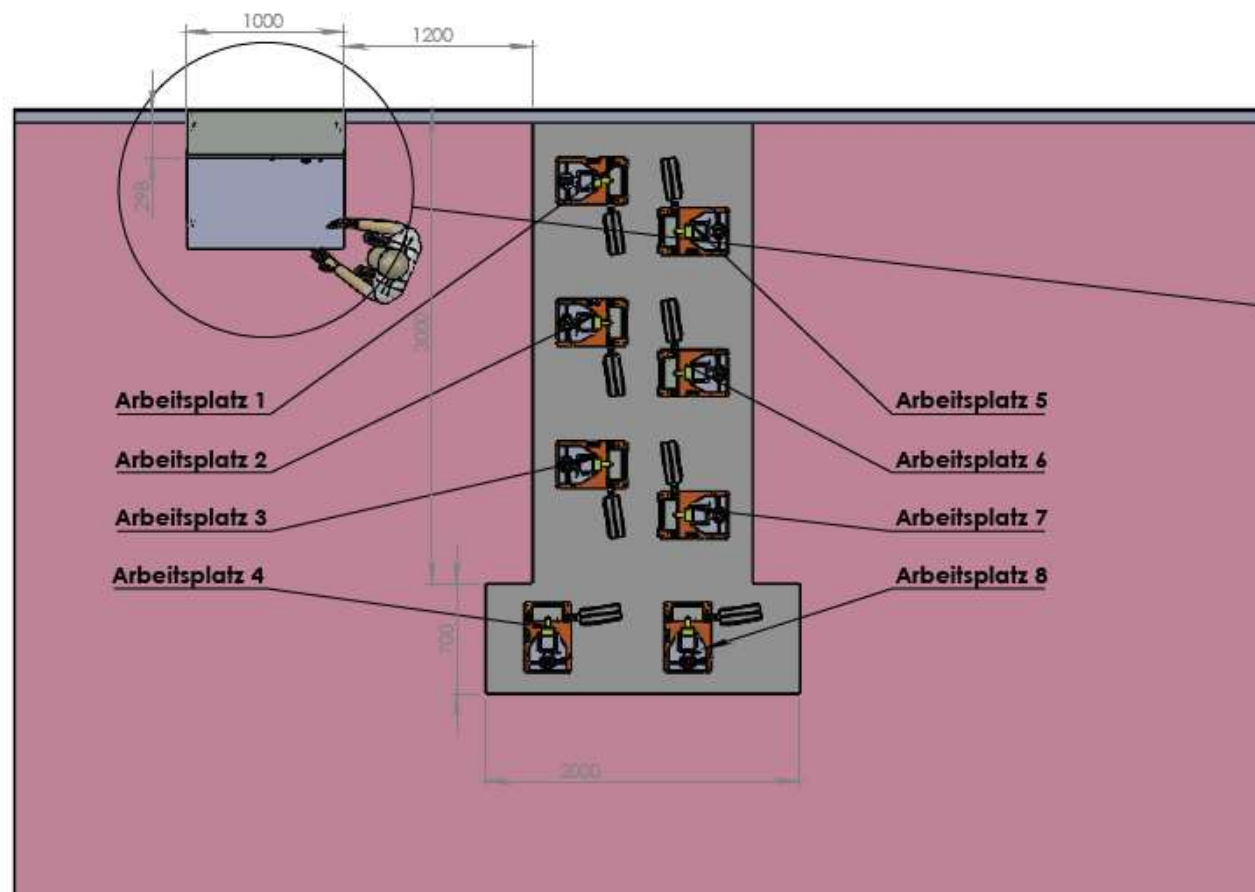 1000
1200
298
3000
Arbeitsplatz 1
Arbeitsplatz 5
Arbeitsplatz 2
Arbeitsplatz 6
Arbeitsplatz 3
Arbeitsplatz 7
Arbeitsplatz 4
Arbeitsplatz 8
700
2000